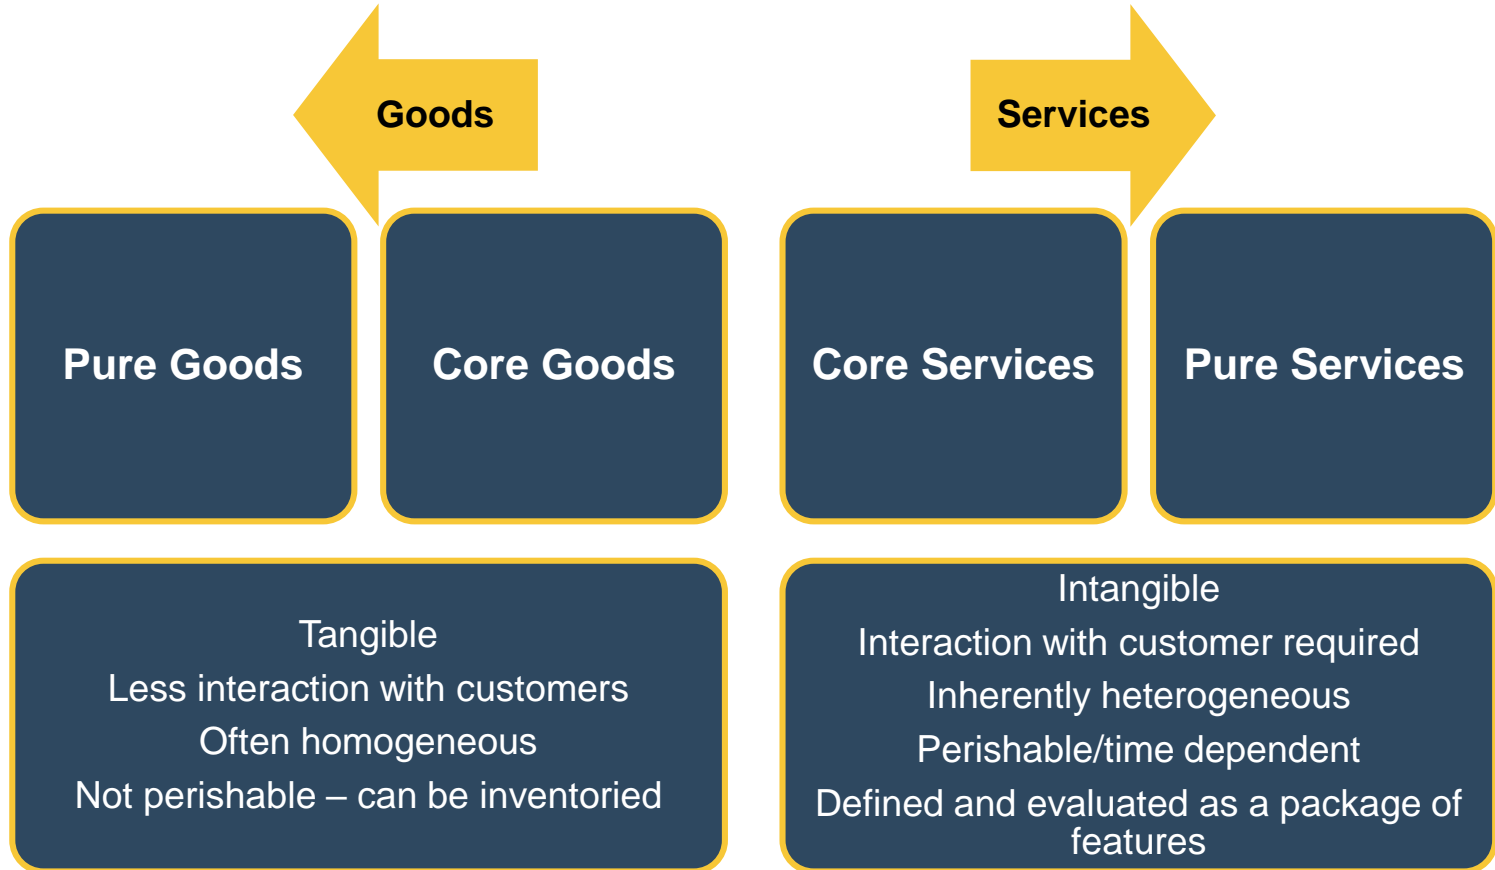 Goods
Services
Pure Goods
Core Goods
Core Services
Pure Services
Tangible
Less interaction with customers
Often homogeneous
Not perishable – can be inventoried
Intangible
Interaction with customer required
Inherently heterogeneous
Perishable/time dependent
Defined and evaluated as a package of
features